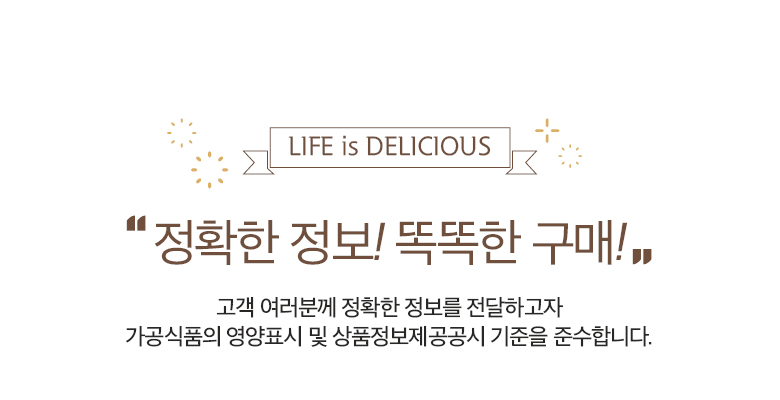 LIFE is DELICIOUS
“ 정확한 정보! 똑똑한 구매! „
고객 여러분께 정확한 정보를 전달하고자
가공식품의 영양표시 및 상품정보제공공시 기준을 준수합니다.